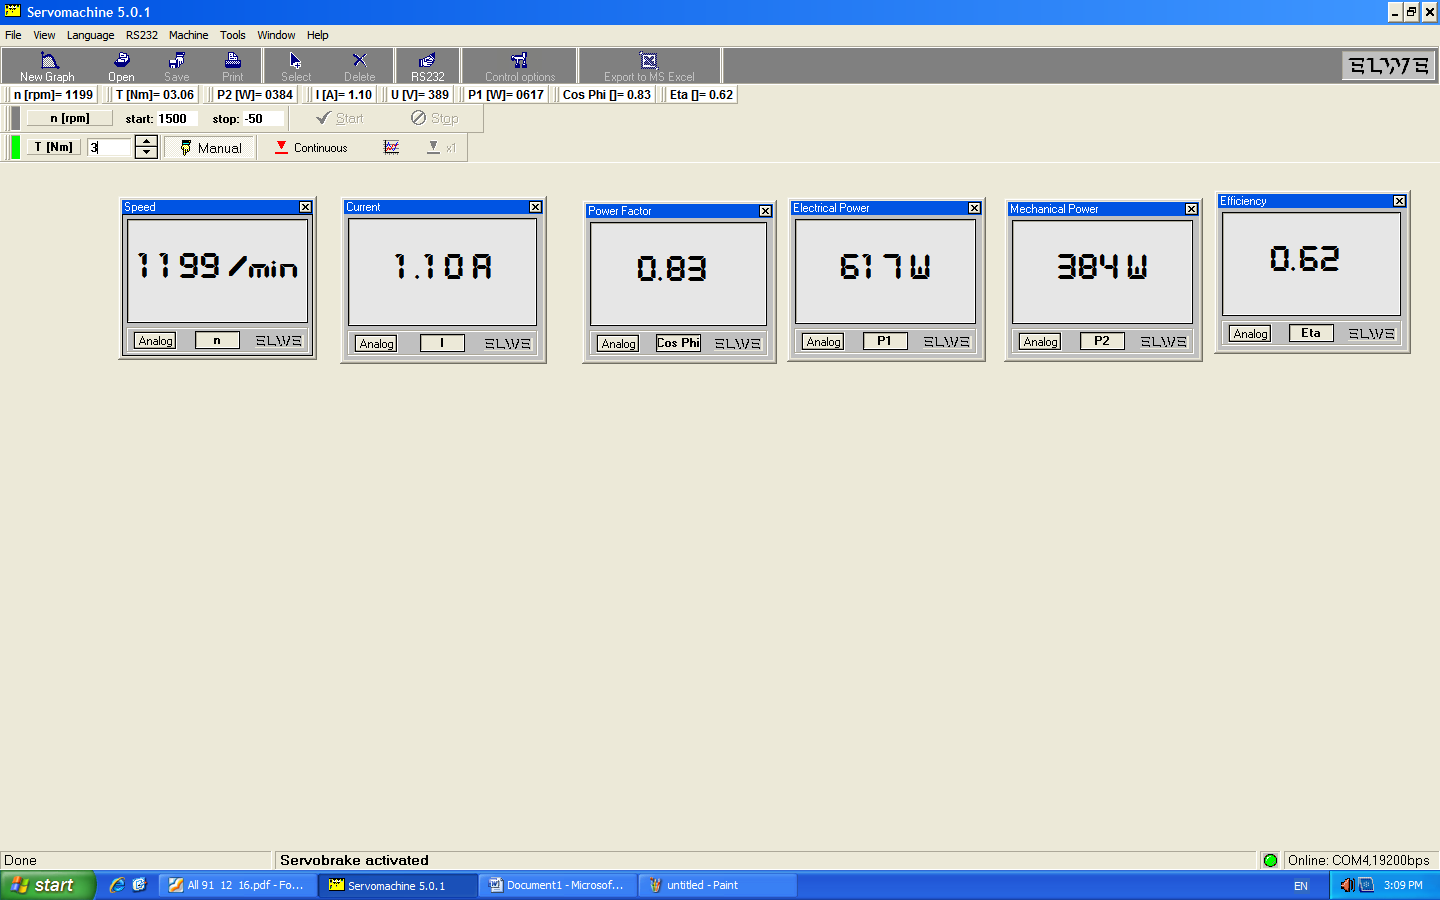 Servomachine 5.0.1
File View Language RS232 Machine Tools Window Help
New Graph Open Save Print Select Delete RS232 Control options Export to MS Excel ELWE
n [rpm]= 1199 T [Nm]= 03.06 P2 [W]= 0384 I [A]= 1.10 U [V]= 389 P1 [W]= 0617 Cos Phi []= 0.83 Eta []= 0.62
n [rpm] start: 1500 stop: -50 Start Stop
T [Nm] 3 Manual Continuous x1
Speed
1199/min
Analog n ELWE
Current
1.10A
Analog I ELWE
Power Factor
0.83
Analog Cos Phi ELWE
Electrical Power
617W
Analog P1 ELWE
Mechanical Power
384W
Analog P2 ELWE
Efficiency
0.62
Analog Eta ELWE
Done Servobrake activated Online: COM4,19200bps
start All 91 12 16.pdf - Fo... Servomachine 5.0.1 Document1 - Microsof... untitled - Paint EN 3:09 PM